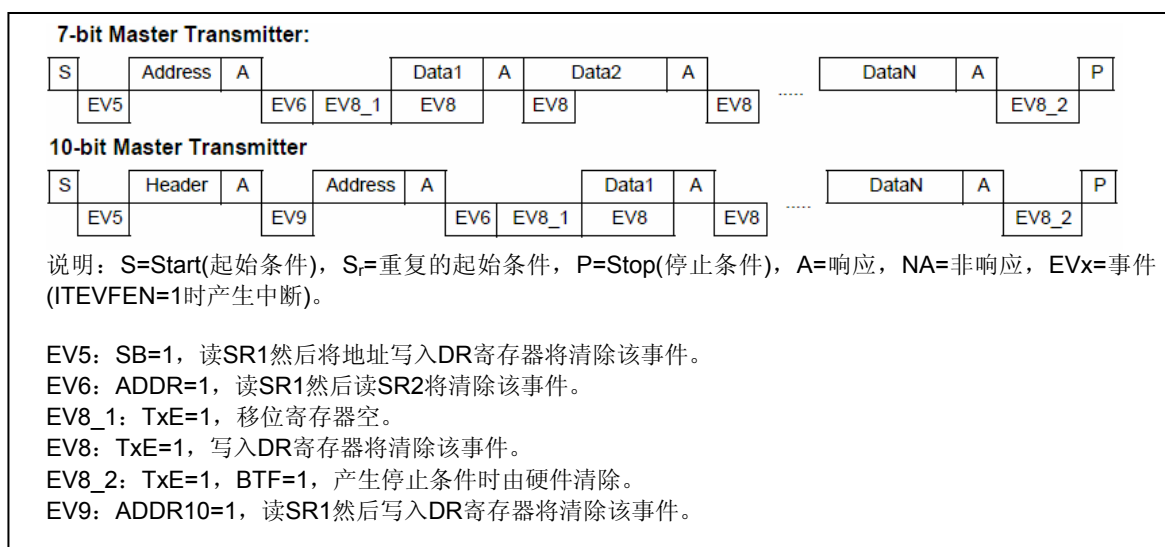 7-bit Master Transmitter:
S Address A Data1 A Data2 A ..... DataN A P
EV5 EV6 EV8_1 EV8 EV8 EV8 EV8_2
10-bit Master Transmitter
S Header A Address A Data1 A ..... DataN A P
EV5 EV9 EV6 EV8_1 EV8 EV8 EV8_2
说明：S=Start(起始条件)，Sr=重复的起始条件，P=Stop(停止条件)，A=响应，NA=非响应，EVx=事件
(ITEVFEN=1时产生中断)。
EV5：SB=1，读SR1然后将地址写入DR寄存器将清除该事件。
EV6：ADDR=1，读SR1然后读SR2将清除该事件。
EV8_1：TxE=1，移位寄存器空。
EV8：TxE=1，写入DR寄存器将清除该事件。
EV8_2：TxE=1，BTF=1，产生停止条件时由硬件清除。
EV9：ADDR10=1，读SR1然后写入DR寄存器将清除该事件。